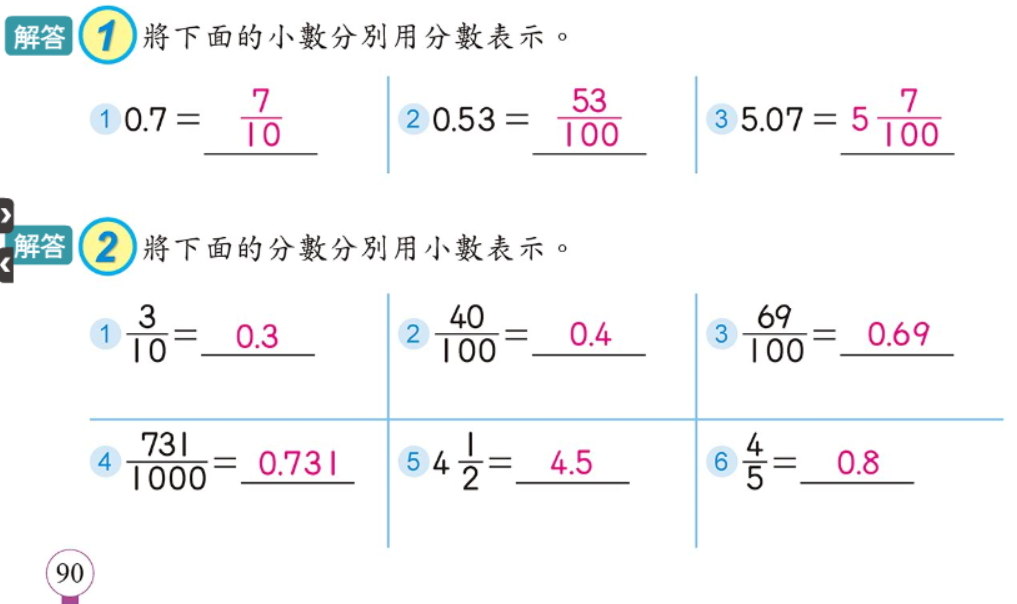 解答 1 將下面的小數分別用分數表示。
1 0.7 = 7/10 2 0.53 = 53/100 3 5.07 = 5 7/100
解答 2 將下面的分數分別用小數表示。
1 3/10 = 0.3 2 40/100 = 0.4 3 69/100 = 0.69
4 731/1000 = 0.731 5 4 1/2 = 4.5 6 4/5 = 0.8
90